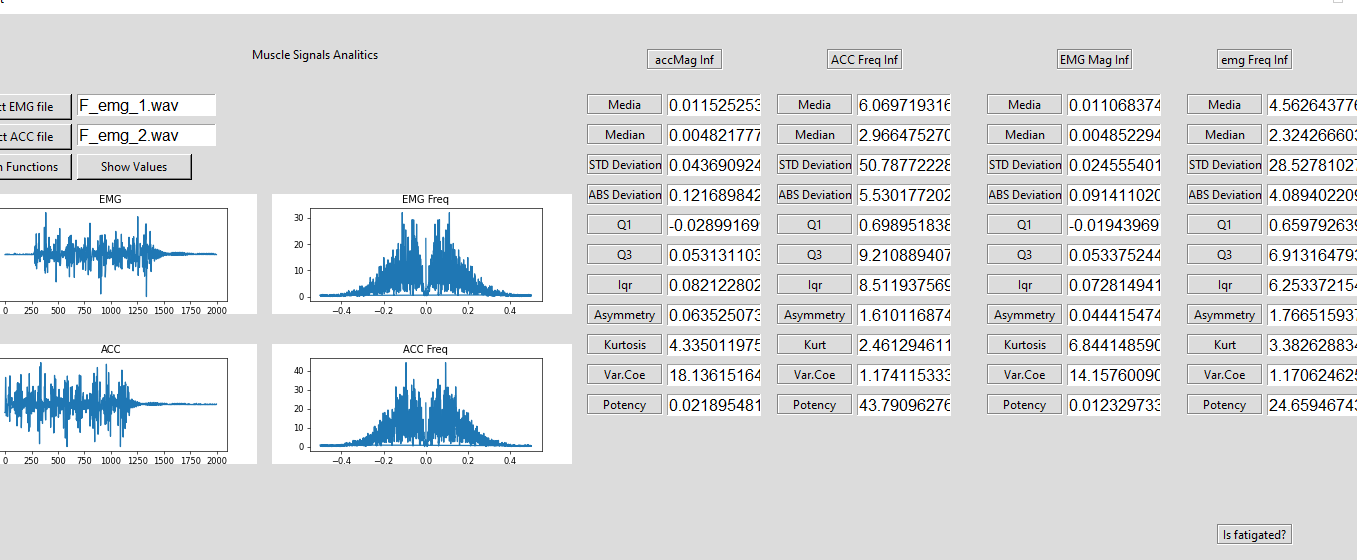 Muscle Signals Analitics
accMag Inf ACC Freq Inf EMG Mag Inf emg Freq Inf
ct EMG file F_emg_1.wav
ct ACC file F_emg_2.wav
n Functions Show Values
Media 0.011525253 Media 6.069719316 Media 0.011068374 Media 4.562643776
Median 0.004821777 Median 2.966475270 Median 0.004852294 Median 2.324266603
STD Deviation 0.043690924 STD Deviation 50.78772228 STD Deviation 0.024555401 STD Deviation 28.52781027
ABS Deviation 0.121689842 ABS Deviation 5.530177202 ABS Deviation 0.091411020 ABS Deviation 4.089402209
Q1 -0.02899169 Q1 0.698951838 Q1 -0.01943969 Q1 0.659792639
Q3 0.053131103 Q3 9.210889407 Q3 0.053375244 Q3 6.913164793
Iqr 0.082122802 Iqr 8.511937569 Iqr 0.072814941 Iqr 6.253372154
Asymmetry 0.063525073 Asymmetry 1.610116874 Asymmetry 0.044415474 Asymmetry 1.766515937
Kurtosis 4.335011975 Kurt 2.461294611 Kurtosis 6.844148590 Kurt 3.382628834
Var.Coe 18.13615164 Var.Coe 1.174115333 Var.Coe 14.15760090 Var.Coe 1.170624625
Potency 0.021895481 Potency 43.79096276 Potency 0.012329733 Potency 24.65946743
EMG
0 250 500 750 1000 1250 1500 1750 2000
EMG Freq
30
20
10
0
−0.4 −0.2 0.0 0.2 0.4
ACC
0 250 500 750 1000 1250 1500 1750 2000
ACC Freq
40
30
20
10
0
−0.4 −0.2 0.0 0.2 0.4
Is fatigated?